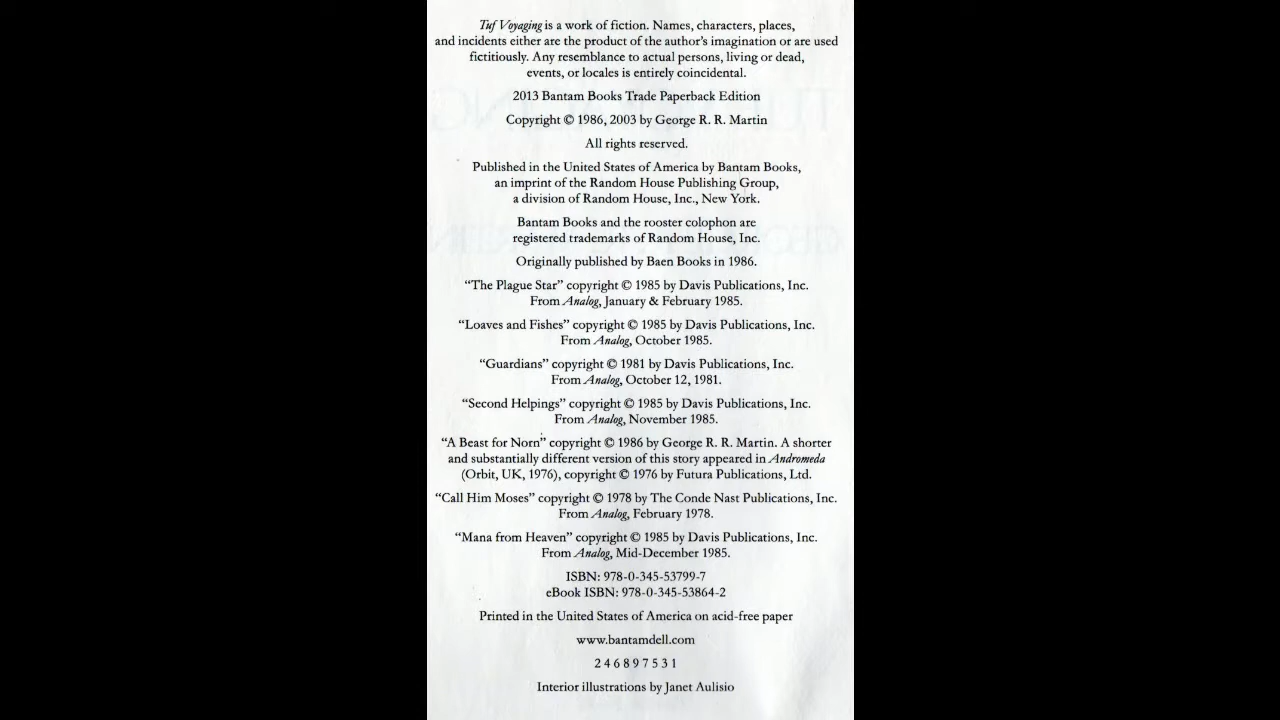 Tuf Voyaging is a work of fiction. Names, characters, places,
and incidents either are the product of the author's imagination or are used
fictitiously. Any resemblance to actual persons, living or dead,
events, or locales is entirely coincidental.
2013 Bantam Books Trade Paperback Edition
Copyright © 1986, 2003 by George R. R. Martin
All rights reserved.
Published in the United States of America by Bantam Books,
an imprint of the Random House Publishing Group,
a division of Random House, Inc., New York.
Bantam Books and the rooster colophon are
registered trademarks of Random House, Inc.
Originally published by Baen Books in 1986.
“The Plague Star” copyright © 1985 by Davis Publications, Inc.
From Analog, January & February 1985.
“Loaves and Fishes” copyright © 1985 by Davis Publications, Inc.
From Analog, October 1985.
“Guardians” copyright © 1981 by Davis Publications, Inc.
From Analog, October 12, 1981.
“Second Helpings” copyright © 1985 by Davis Publications, Inc.
From Analog, November 1985.
“A Beast for Norn” copyright © 1986 by George R. R. Martin. A shorter
and substantially different version of this story appeared in Andromeda
(Orbit, UK, 1976), copyright © 1976 by Futura Publications, Ltd.
“Call Him Moses” copyright © 1978 by The Conde Nast Publications, Inc.
From Analog, February 1978.
“Mana from Heaven” copyright © 1985 by Davis Publications, Inc.
From Analog, Mid-December 1985.
ISBN: 978-0-345-53799-7
eBook ISBN: 978-0-345-53864-2
Printed in the United States of America on acid-free paper
www.bantamdell.com
2 4 6 8 9 7 5 3 1
Interior illustrations by Janet Aulisio